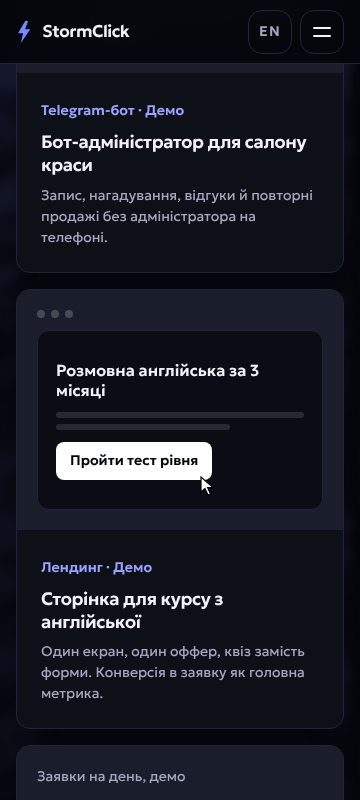 StormClick
EN
Telegram-бот · Демо
Бот-адміністратор для салону
краси
Запис, нагадування, відгуки й повторні
продажі без адміністратора на
телефоні.
Розмовна англійська за 3
місяці
Пройти тест рівня
Лендинг · Демо
Сторінка для курсу з
англійської
Один екран, один оффер, квіз замість
форми. Конверсія в заявку як головна
метрика.
Заявки на день, демо